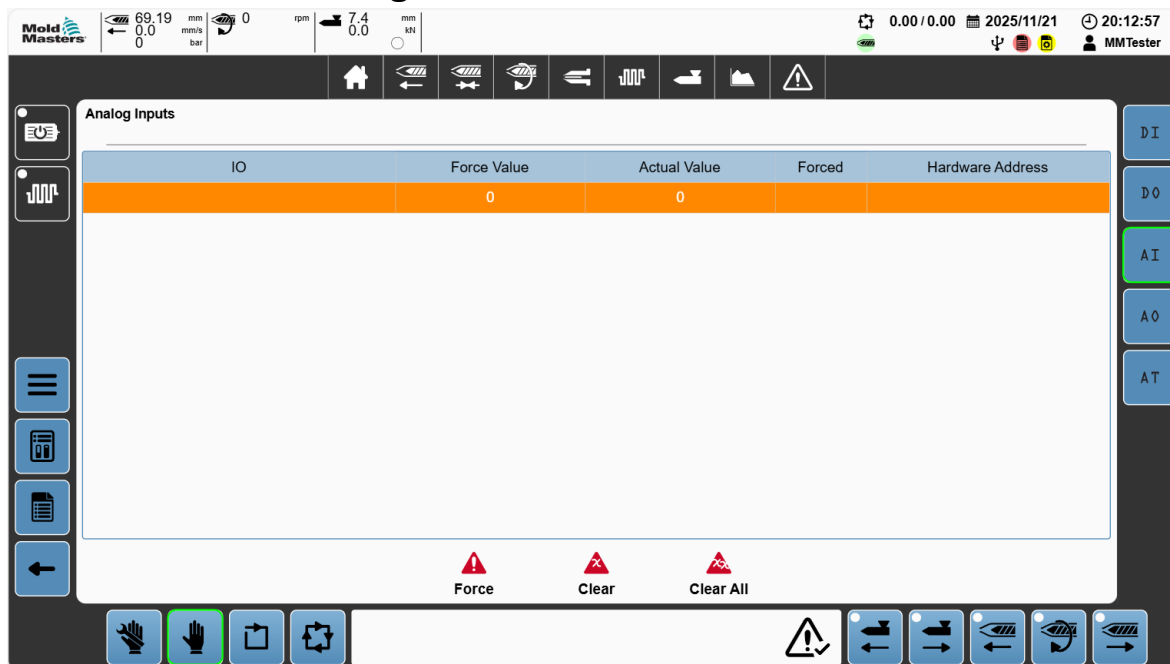 Mold
Masters
69.19 mm
0.0 mm/s
0 bar
0 rpm
7.4 mm
0.0 kN
0.00 / 0.00
2025/11/21
20:12:57
MMTester
Analog Inputs
IO Force Value Actual Value Forced Hardware Address
0 0
DI
DO
AI
AO
AT
Force Clear Clear All